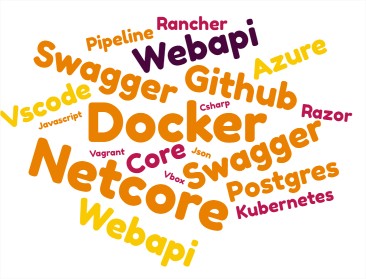 Rancher
Pipeline
Webapi
Azure
Swagger
Github
Vscode
Csharp
Javascript
Docker
Razor
Vagrant
Core
Json
Swagger
Netcore
Vbox
Postgres
Kubernetes
Webapi